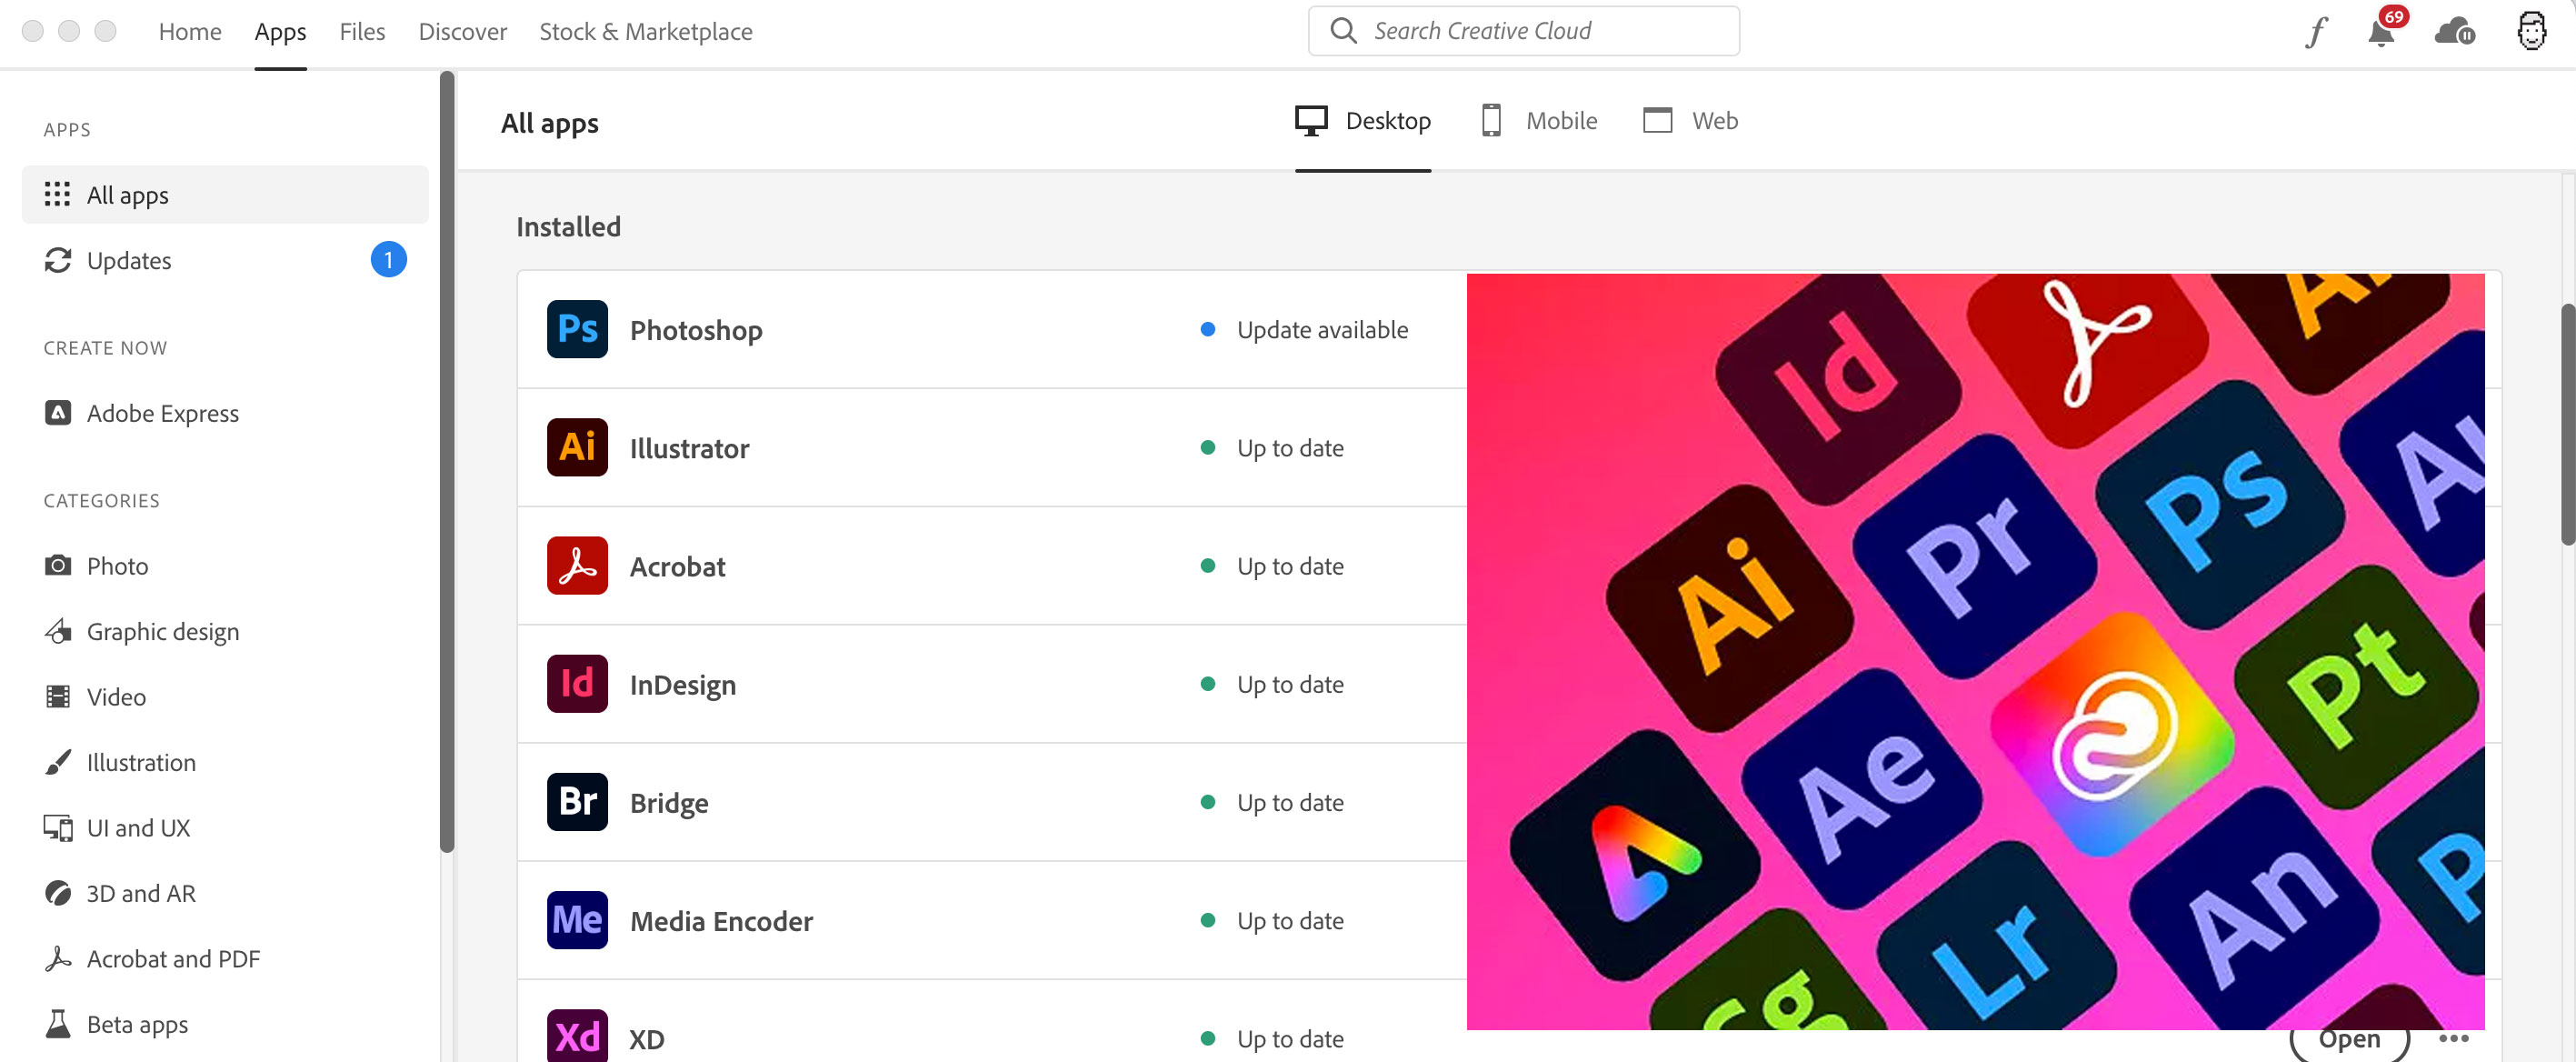 Home Apps Files Discover Stock & Marketplace Search Creative Cloud 69
APPS
All apps
Updates 1
CREATE NOW
Adobe Express
CATEGORIES
Photo
Graphic design
Video
Illustration
UI and UX
3D and AR
Acrobat and PDF
Beta apps
All apps Desktop Mobile Web
Installed
Ps Photoshop Update available
Ai Illustrator Up to date
Acrobat Up to date
Id InDesign Up to date
Br Bridge Up to date
Me Media Encoder Up to date
Xd XD Up to date
Open
Id
Ai
Ai Pr Ps Au
Ae Pt
Lr An P
Cg